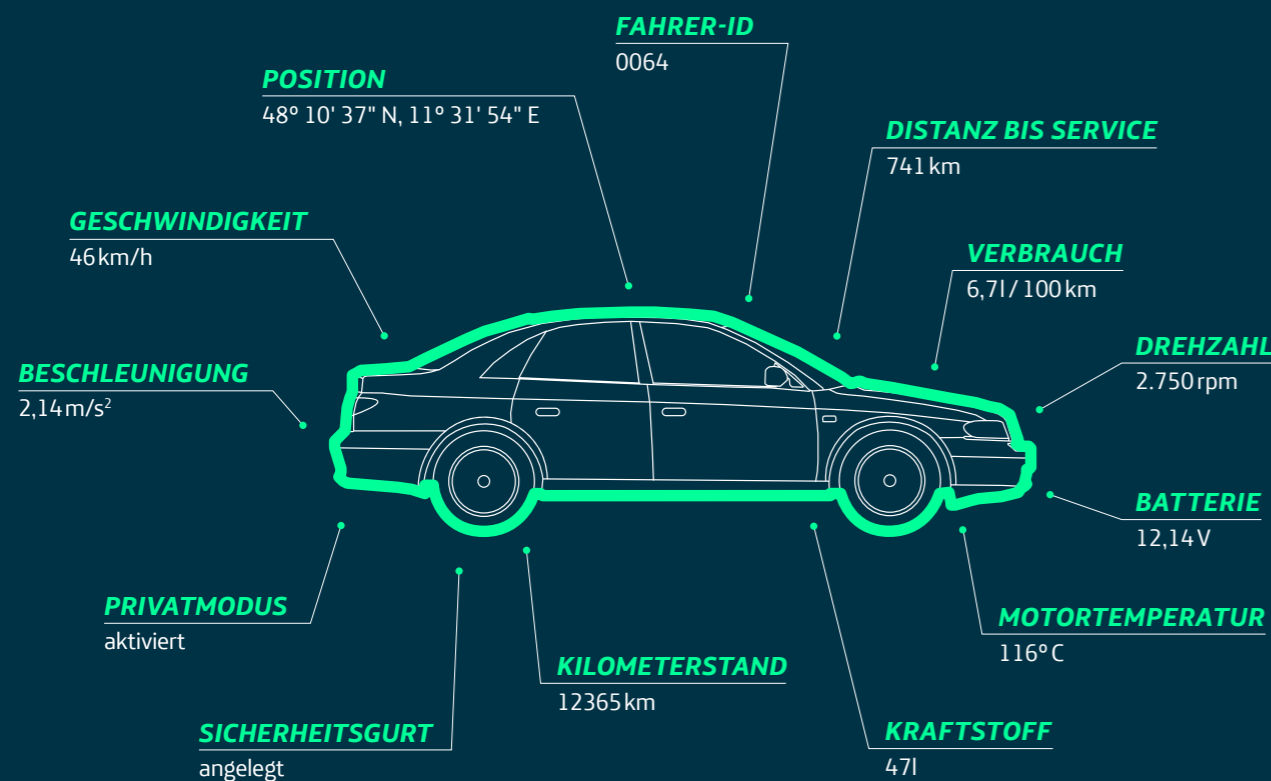 FAHRER-ID
0064
POSITION
48° 10' 37" N, 11° 31' 54" E
DISTANZ BIS SERVICE
741 km
GESCHWINDIGKEIT
46 km/h
VERBRAUCH
6,7l / 100 km
DREHZAHL
2.750 rpm
BESCHLEUNIGUNG
2,14 m/s²
BATTERIE
12,14 V
PRIVATMODUS
aktiviert
MOTORTEMPERATUR
116° C
KILOMETERSTAND
12365 km
SICHERHEITSGURT
angelegt
KRAFTSTOFF
47l